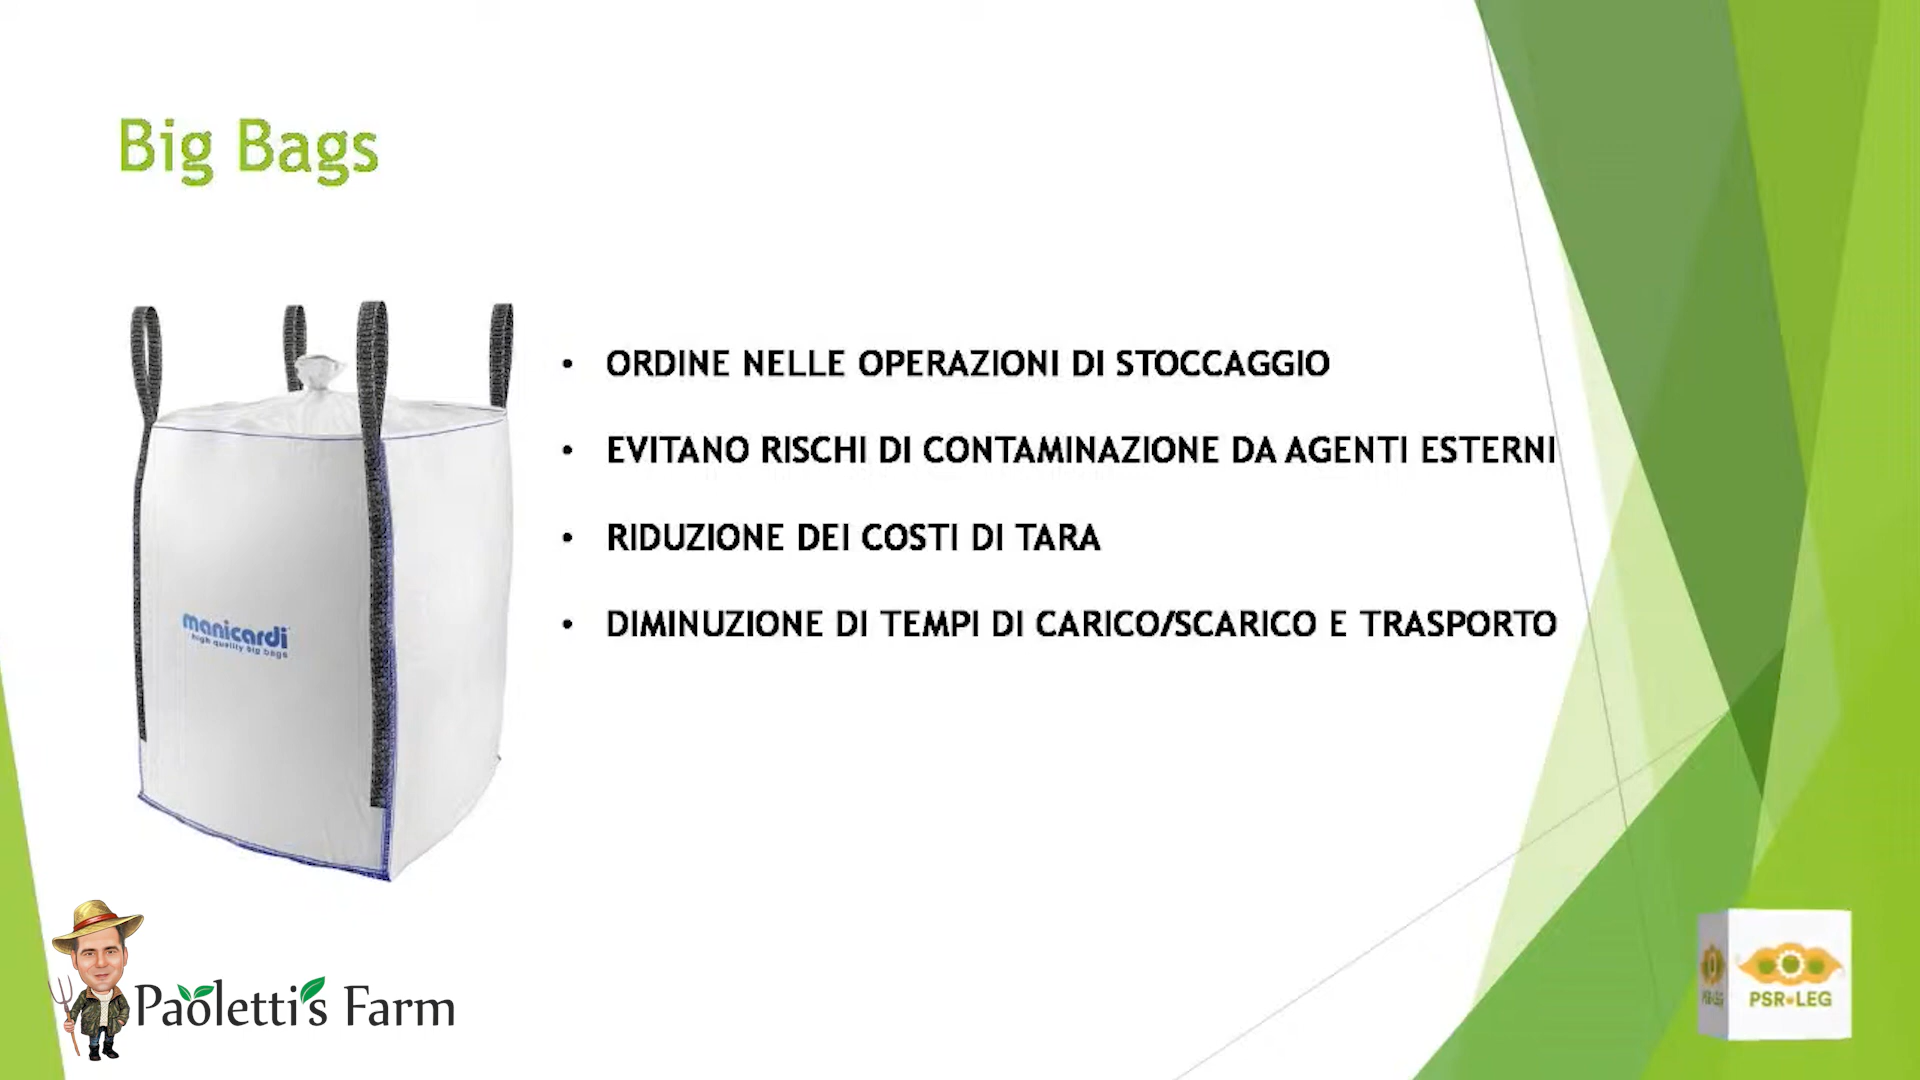 Big Bags
• ORDINE NELLE OPERAZIONI DI STOCCAGGIO
• EVITANO RISCHI DI CONTAMINAZIONE DA AGENTI ESTERNI
• RIDUZIONE DEI COSTI DI TARA
• DIMINUZIONE DI TEMPI DI CARICO/SCARICO E TRASPORTO
manicardi
high quality big bags
Paoletti's Farm
PSR LEG